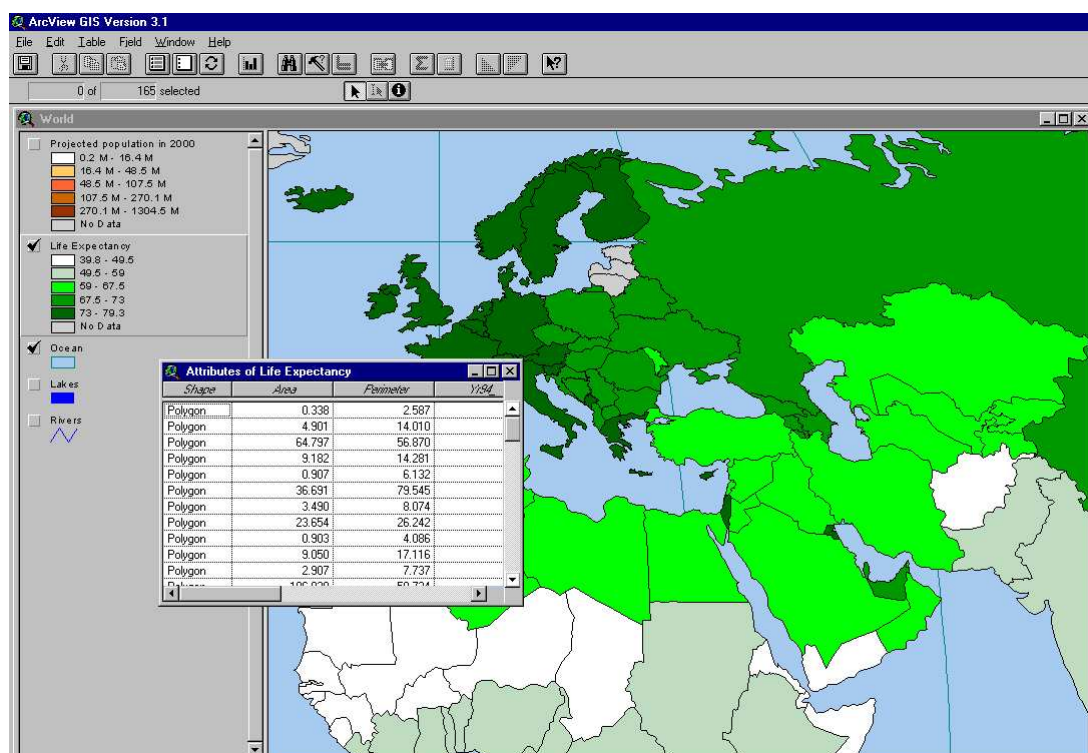 ArcView GIS Version 3.1
File Edit Table Field Window Help
0 of 165 selected
World
Projected population in 2000
0.2 M - 16.4 M
16.4 M - 48.5 M
48.5 M - 107.5 M
107.5 M - 270.1 M
270.1 M - 1304.5 M
No Data
Life Expectancy
39.8 - 49.5
49.5 - 59
59 - 67.5
67.5 - 73
73 - 79.3
No Data
Ocean
Lakes
Rivers
Attributes of Life Expectancy
Shape Area Perimeter Yr94_
Polygon 0.338 2.587
Polygon 4.901 14.010
Polygon 64.797 56.870
Polygon 9.182 14.281
Polygon 0.907 6.132
Polygon 36.691 79.545
Polygon 3.490 8.074
Polygon 23.654 26.242
Polygon 0.903 4.086
Polygon 9.050 17.116
Polygon 2.907 7.737
Polygon